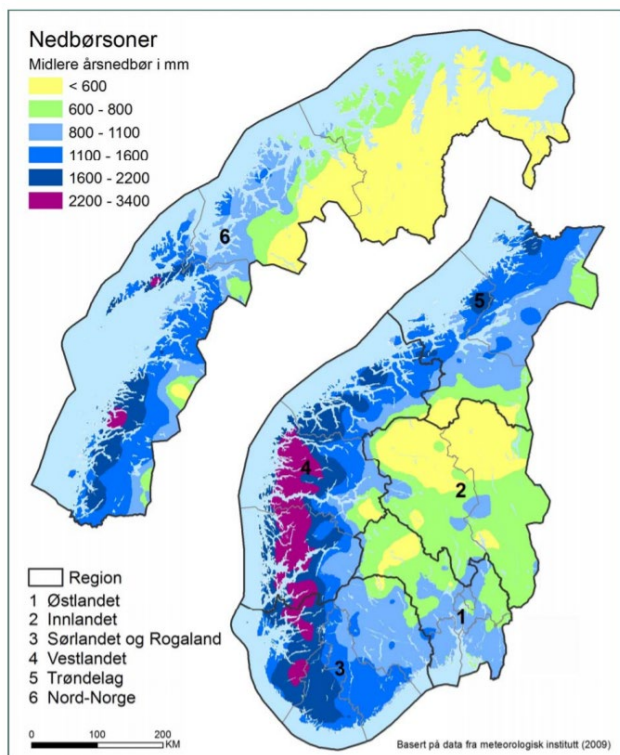 Nedbørsoner
Midlere årsnedbør i mm
< 600
600 - 800
800 - 1100
1100 - 1600
1600 - 2200
2200 - 3400
6
5
4
2
1
3
Region
1 Østlandet
2 Innlandet
3 Sørlandet og Rogaland
4 Vestlandet
5 Trøndelag
6 Nord-Norge
0 100 200
KM
Basert på data fra meteorologisk institutt (2009)